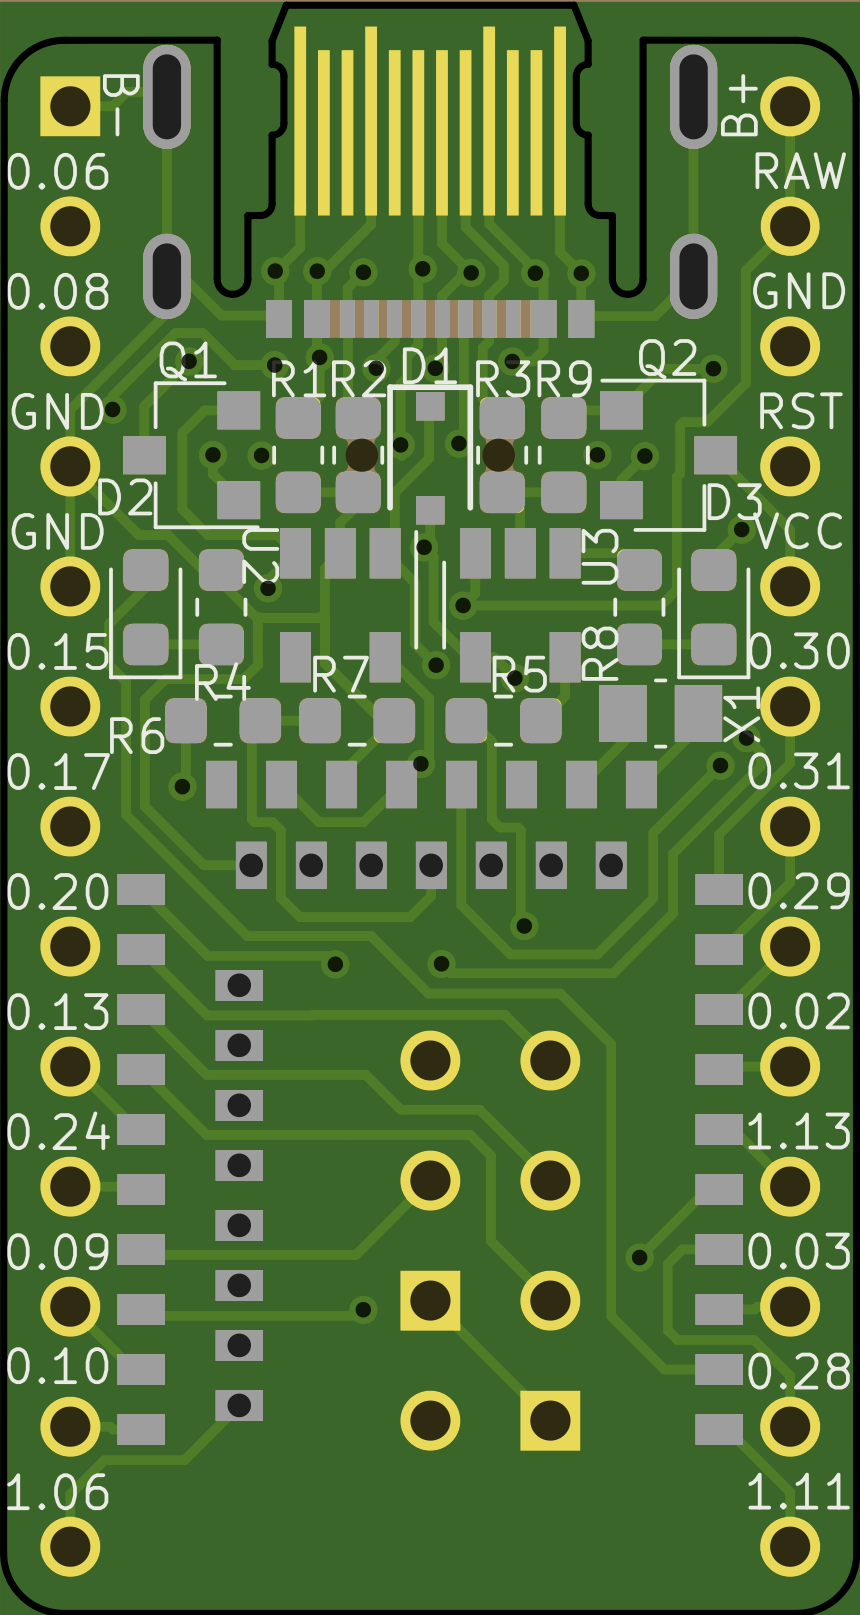 B- B+
0.06 RAW
0.08 GND
Q1 D1 Q2
R1 R2 R3 R9
GND RST
D2 D3
GND U2 U3 VCC
0.15 R8 0.30
R4 R7 R5
R6 X1
0.17 0.31
0.20 0.29
0.13 0.02
0.24 1.13
0.09 0.03
0.10 0.28
1.06 1.11